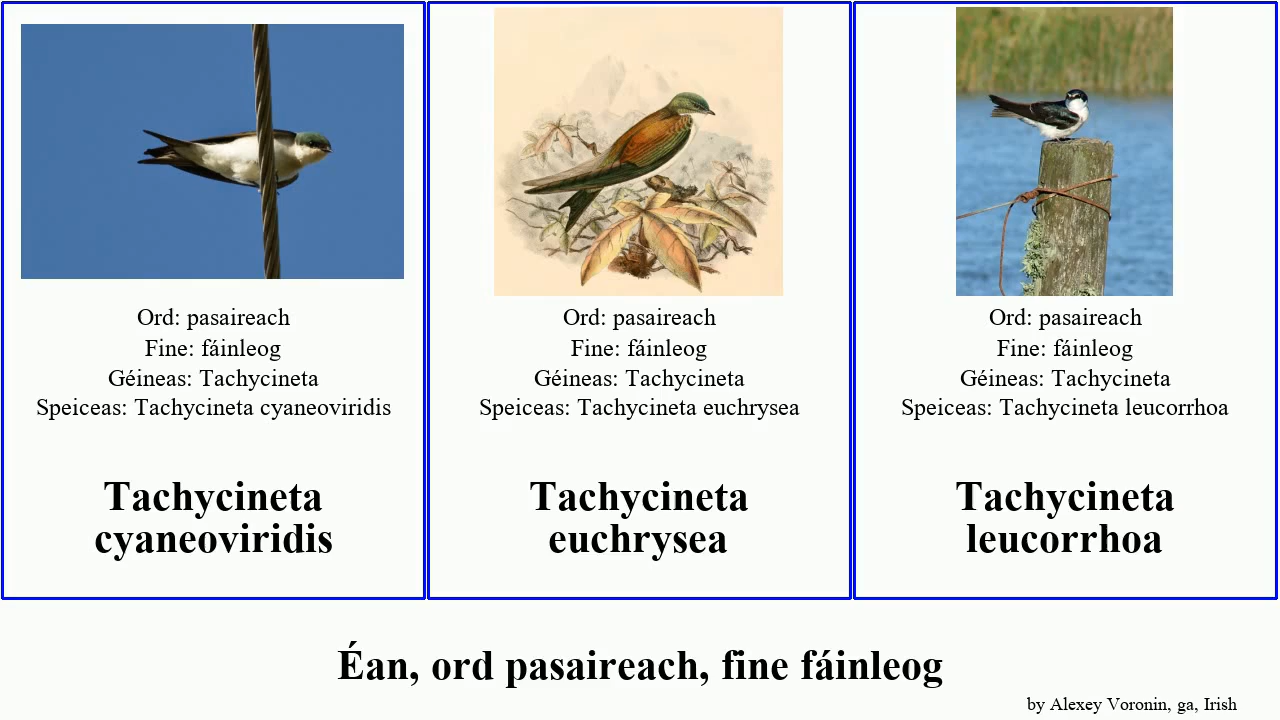 Ord: pasaireach
Fine: fáinleog
Géineas: Tachycineta
Speiceas: Tachycineta cyaneoviridis
Tachycineta
cyaneoviridis
Ord: pasaireach
Fine: fáinleog
Géineas: Tachycineta
Speiceas: Tachycineta euchrysea
Tachycineta
euchrysea
Ord: pasaireach
Fine: fáinleog
Géineas: Tachycineta
Speiceas: Tachycineta leucorrhoa
Tachycineta
leucorrhoa
Éan, ord pasaireach, fine fáinleog
by Alexey Voronin, ga, Irish